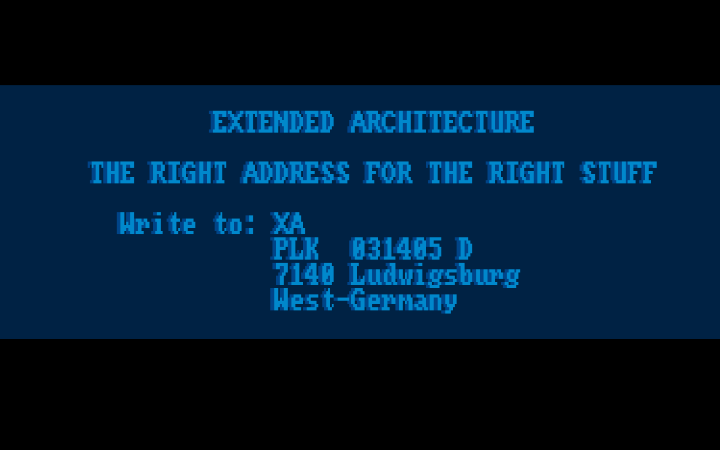 EXTENDED ARCHITECTURE
THE RIGHT ADDRESS FOR THE RIGHT STUFF
Write to: XA
PLK 031405 D
7140 Ludwigsburg
West-Germany